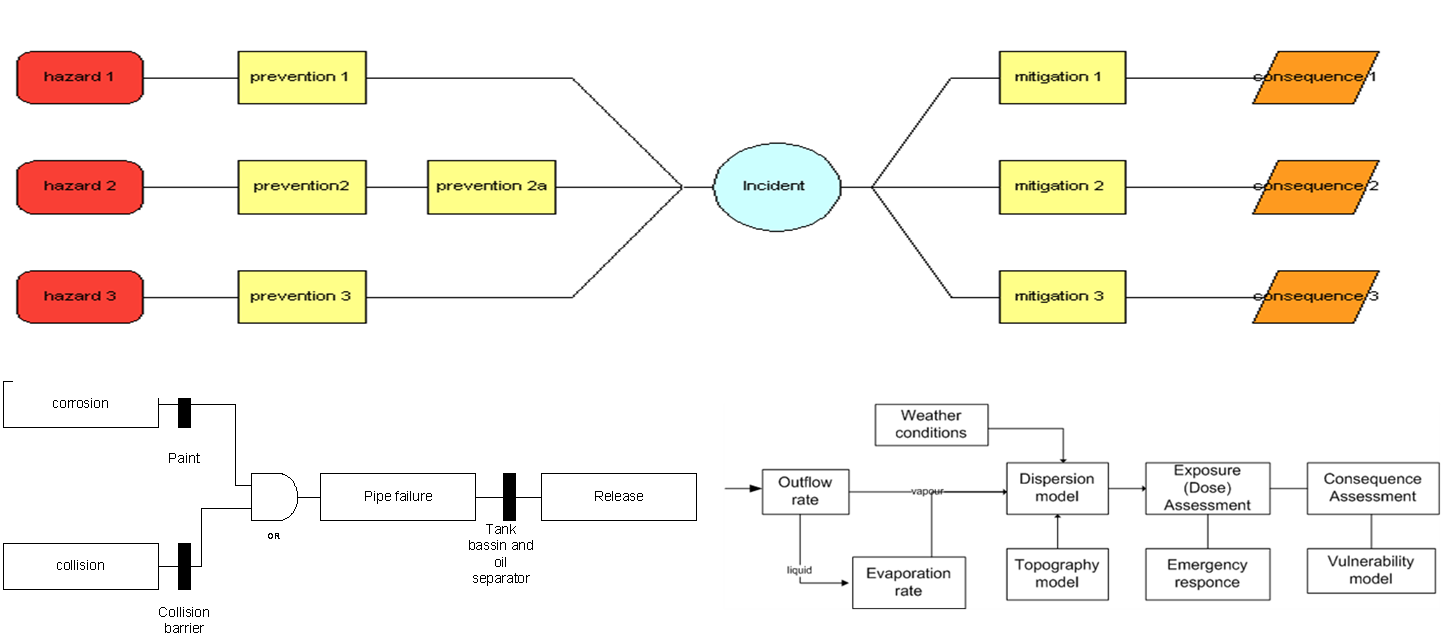 hazard 1
prevention 1
mitigation 1
consequence 1
hazard 2
prevention2
prevention 2a
Incident
mitigation 2
consequence 2
hazard 3
prevention 3
mitigation 3
consequence 3
corrosion
Paint
OR
Pipe failure
Release
Tank
bassin and
oil
separator
collision
Collision
barrier
Weather
conditions
Outflow
rate
vapour
liquid
Evaporation
rate
Dispersion
model
Topography
model
Exposure
(Dose)
Assessment
Emergency
responce
Consequence
Assessment
Vulnerability
model